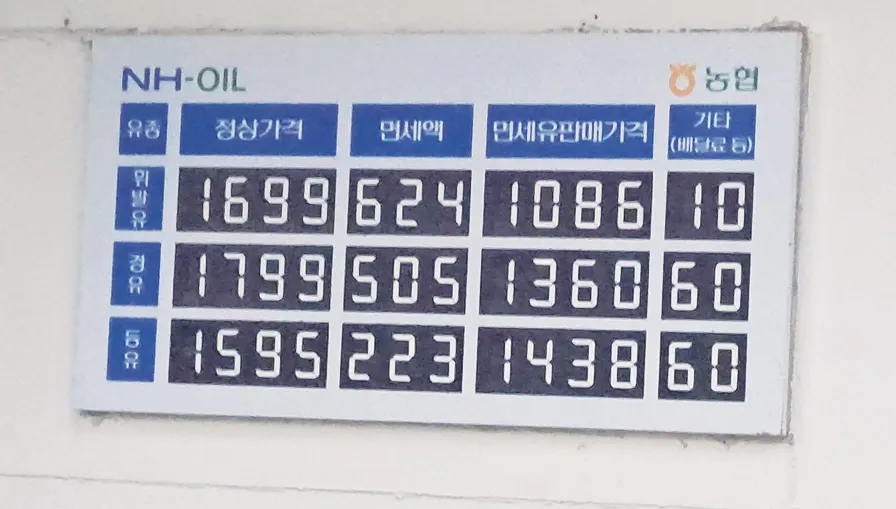 NH-OIL 농협
유종 정상가격 면세액 면세유판매가격 기타
(배달료 등)
휘발유 1699 624 1086 10
경유 1799 505 1360 60
등유 1595 223 1438 60